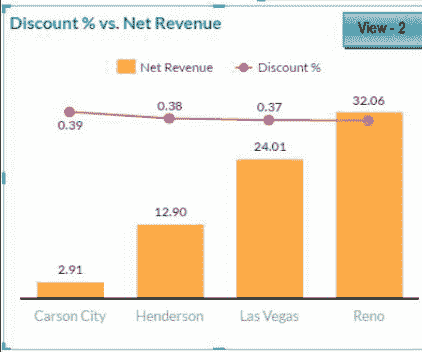 Discount % vs. Net Revenue
View - 2
Net Revenue
Discount %
0.39
0.38
0.37
32.06
24.01
12.90
2.91
Carson City
Henderson
Las Vegas
Reno